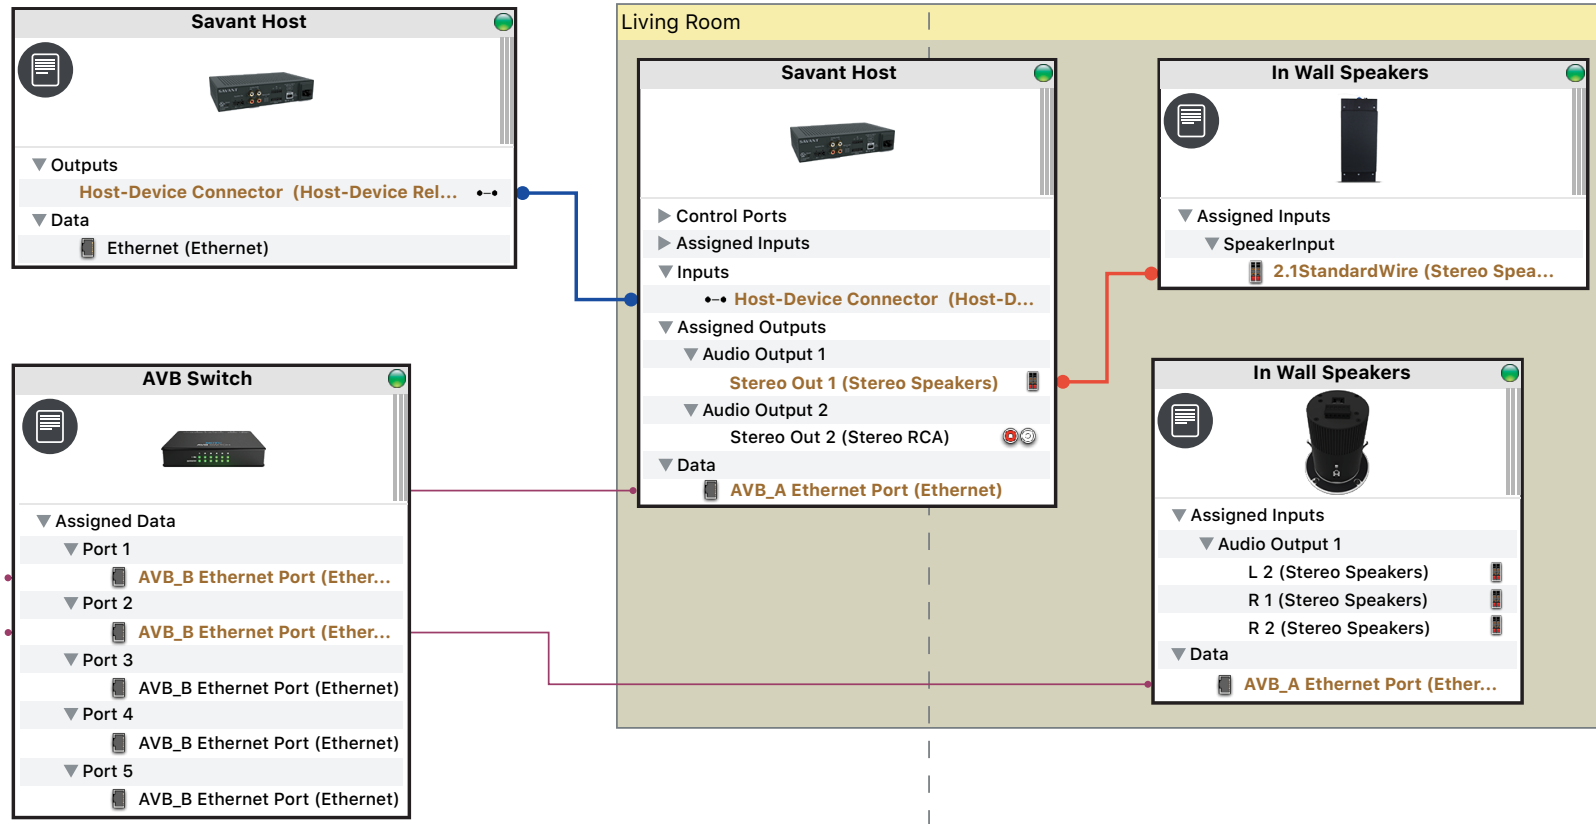 Savant Host
Outputs
Host-Device Connector (Host-Device Rel...
Data
Ethernet (Ethernet)
AVB Switch
Assigned Data
Port 1
AVB_B Ethernet Port (Ether...
Port 2
AVB_B Ethernet Port (Ether...
Port 3
AVB_B Ethernet Port (Ethernet)
Port 4
AVB_B Ethernet Port (Ethernet)
Port 5
AVB_B Ethernet Port (Ethernet)
Living Room
Savant Host
SAVANT
Control Ports
Assigned Inputs
Inputs
Host-Device Connector (Host-D...
Assigned Outputs
Audio Output 1
Stereo Out 1 (Stereo Speakers)
Audio Output 2
Stereo Out 2 (Stereo RCA)
Data
AVB_A Ethernet Port (Ethernet)
In Wall Speakers
Assigned Inputs
SpeakerInput
2.1StandardWire (Stereo Spea...
In Wall Speakers
Assigned Inputs
Audio Output 1
L 2 (Stereo Speakers)
R 1 (Stereo Speakers)
R 2 (Stereo Speakers)
Data
AVB_A Ethernet Port (Ether...